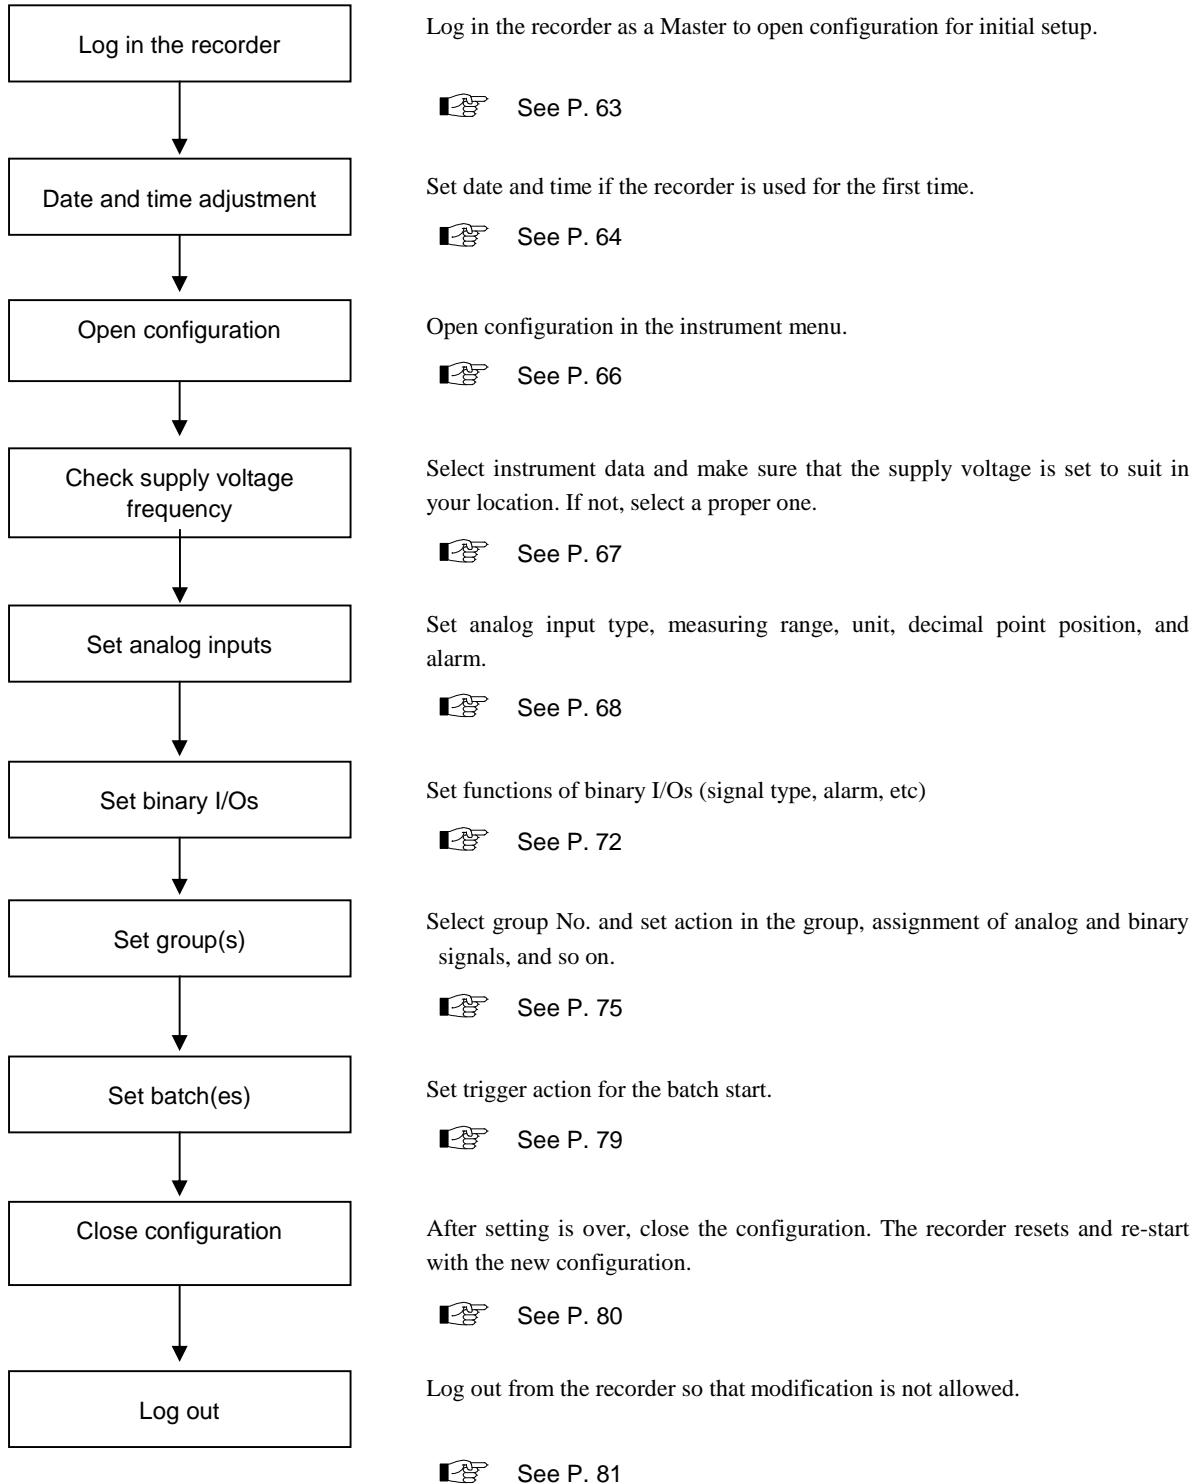 Log in the recorder
Log in the recorder as a Master to open configuration for initial setup.
See P. 63
Date and time adjustment
Set date and time if the recorder is used for the first time.
See P. 64
Open configuration
Open configuration in the instrument menu.
See P. 66
Check supply voltage
frequency
Select instrument data and make sure that the supply voltage is set to suit in
your location. If not, select a proper one.
See P. 67
Set analog inputs
Set analog input type, measuring range, unit, decimal point position, and
alarm.
See P. 68
Set binary I/Os
Set functions of binary I/Os (signal type, alarm, etc)
See P. 72
Set group(s)
Select group No. and set action in the group, assignment of analog and binary
signals, and so on.
See P. 75
Set batch(es)
Set trigger action for the batch start.
See P. 79
Close configuration
After setting is over, close the configuration. The recorder resets and re-start
with the new configuration.
See P. 80
Log out
Log out from the recorder so that modification is not allowed.
See P. 81